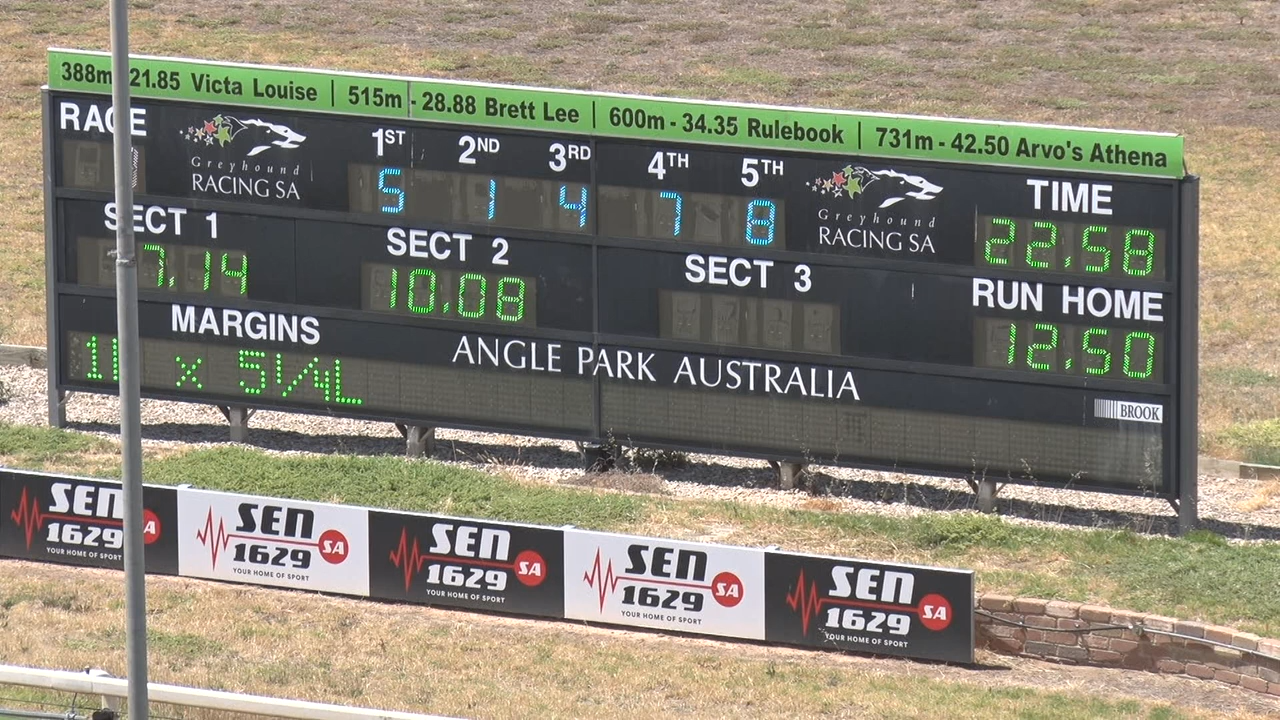 388m 21.85 Victa Louise | 515m - 28.88 Brett Lee | 600m - 34.35 Rulebook | 731m - 42.50 Arvo's Athena
RACE
Greyhound
RACING SA
1ST 2ND 3RD 4TH 5TH
5 1 4 7 8
Greyhound
RACING SA
TIME
22.58
SECT 1
7.14
SECT 2
10.08
SECT 3
RUN HOME
12.50
MARGINS
x 5 1/4L
ANGLE PARK AUSTRALIA
BROOK
SEN
1629
YOUR HOME OF SPORT
SEN
1629 SA
YOUR HOME OF SPORT
SEN
1629 SA
YOUR HOME OF SPORT
SEN
1629 SA
YOUR HOME OF SPORT
SEN
1629 SA
YOUR HOME OF SPORT